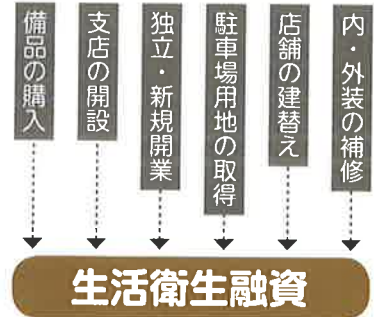 内・外装の補修
店舗の建替え
駐車場用地の取得
独立・新規開業
支店の開設
備品の購入
生活衛生融資